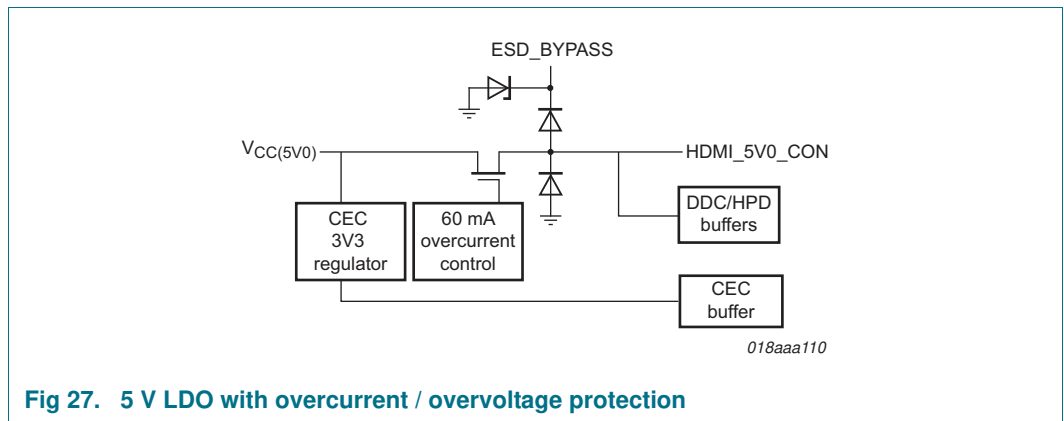 ESD_BYPASS
VCC(5V0)
HDMI_5V0_CON
CEC
3V3
regulator
60 mA
overcurrent
control
DDC/HPD
buffers
CEC
buffer
018aaa110
Fig 27. 5 V LDO with overcurrent / overvoltage protection